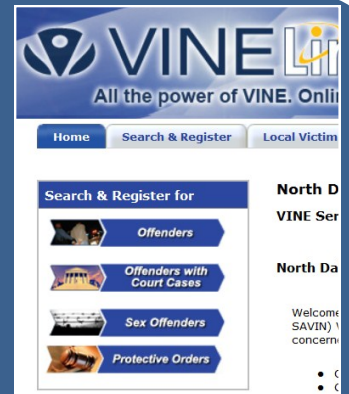 VINE
All the power of VINE. Onli
Home Search & Register Local Victim
Search & Register for
Offenders
Offenders with
Court Cases
Sex Offenders
Protective Orders
North D
VINE Ser
North Da
Welcome
SAVIN) V
concern